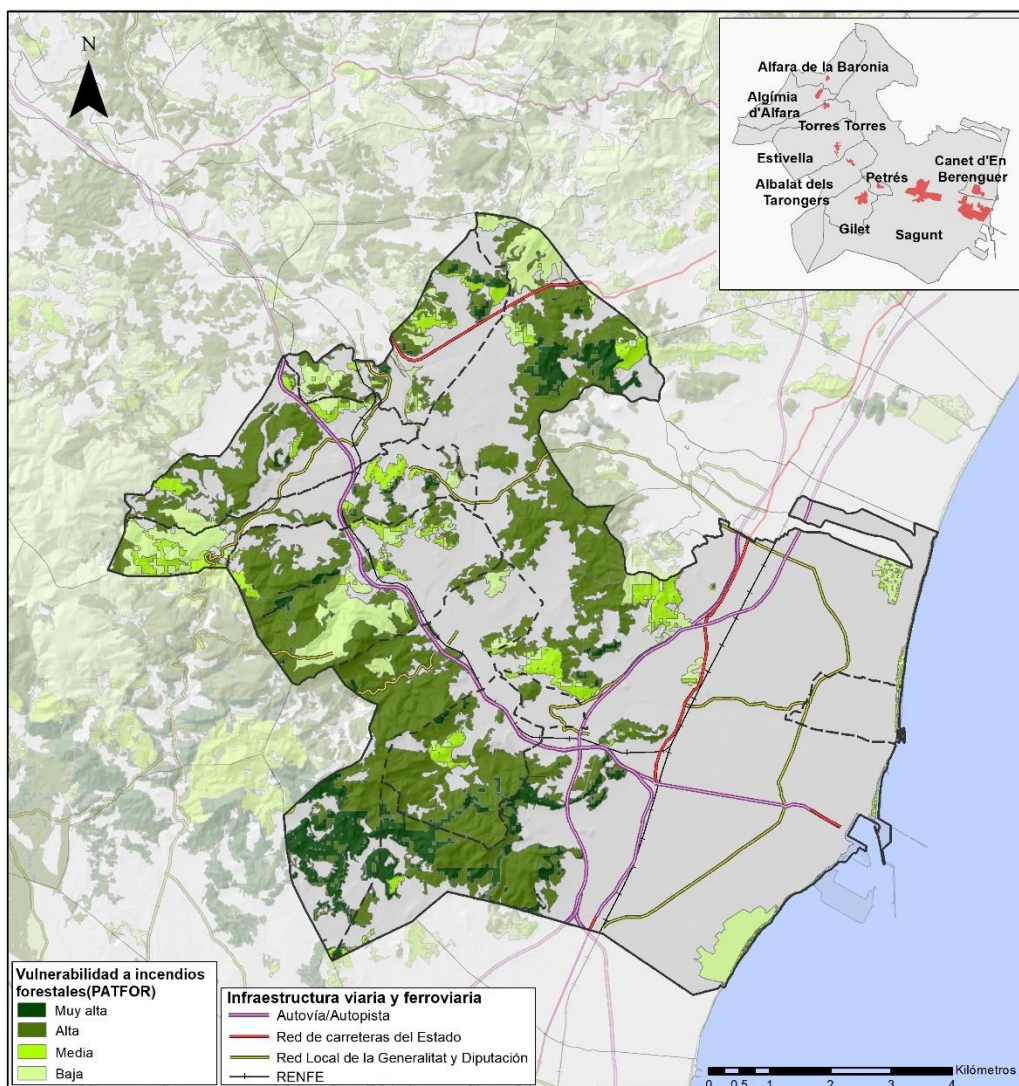 N
Alfara de la Baronia
Algímia
d'Alfara
Torres Torres
Estivella
Albalat dels
Tarongers
Petrés
Gilet
Sagunt
Canet d'En
Berenguer
Vulnerabilidad a incendios
forestales(PATFOR)
Muy alta
Alta
Media
Baja
Infraestructura viaria y ferroviaria
Autovía/Autopista
Red de carreteras del Estado
Red Local de la Generalitat y Diputación
RENFE
Kilómetros
0 0,5 1 2 3 4